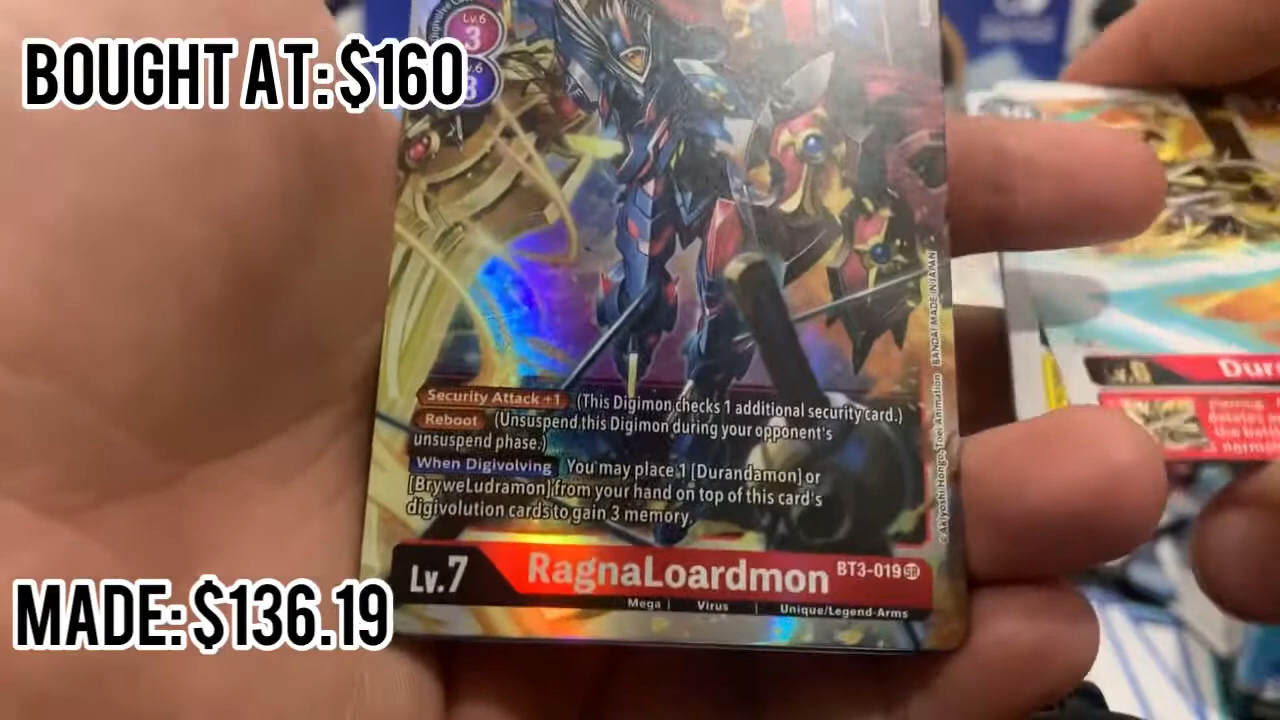 BOUGHT AT: $160
Lv.6
3
Security Attack +1 (This Digimon checks 1 additional security card.)
Reboot (Unsuspend this Digimon during your opponent's
unsuspend phase.)
When Digivolving You may place 1 [Durandamon] or
[BryweLudramon] from your hand on top of this card's
digivolution cards to gain 3 memory.
Lv.7 RagnaLoardmon BT3-019 SR
Mega | Virus | Unique/Legend-Arms
©Akiyoshi Hongo, Toei Animation BANDAI MADE IN JAPAN
MADE: $136.19
Lv.6 Dur